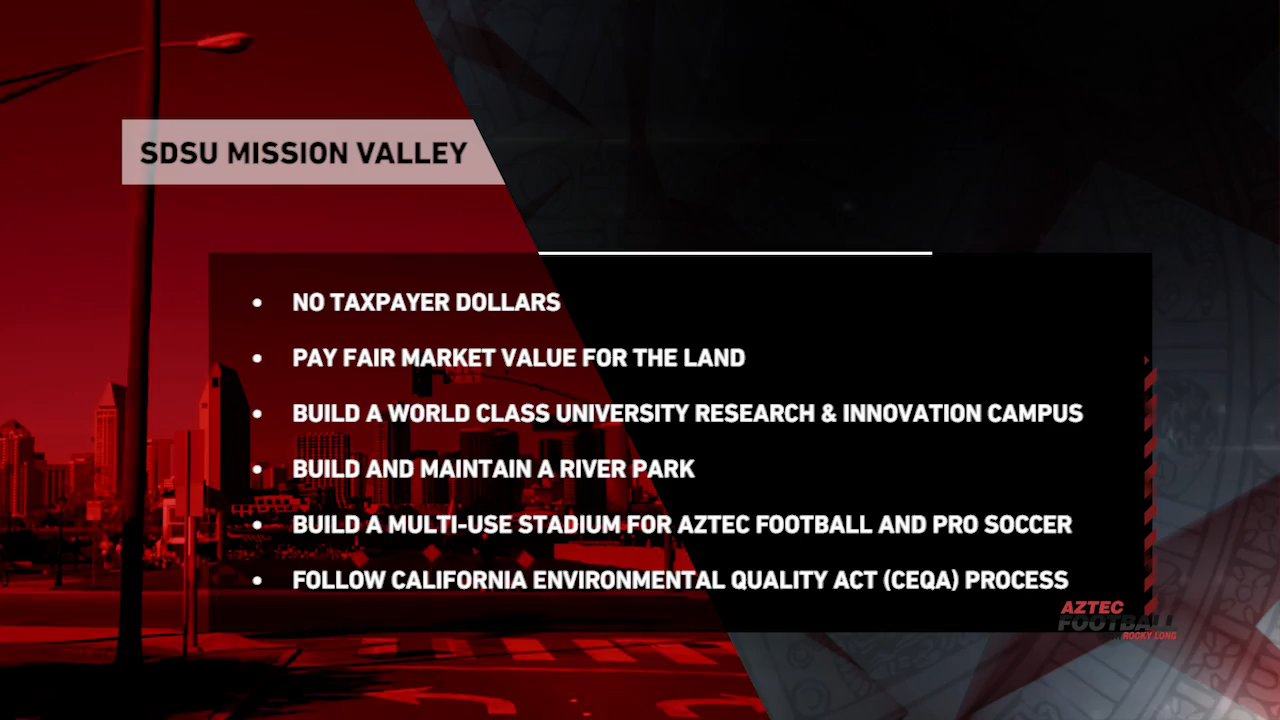 SDSU MISSION VALLEY
• NO TAXPAYER DOLLARS
• PAY FAIR MARKET VALUE FOR THE LAND
• BUILD A WORLD CLASS UNIVERSITY RESEARCH & INNOVATION CAMPUS
• BUILD AND MAINTAIN A RIVER PARK
• BUILD A MULTI-USE STADIUM FOR AZTEC FOOTBALL AND PRO SOCCER
• FOLLOW CALIFORNIA ENVIRONMENTAL QUALITY ACT (CEQA) PROCESS
AZTEC
FOOTBALL
ROCKY LONG